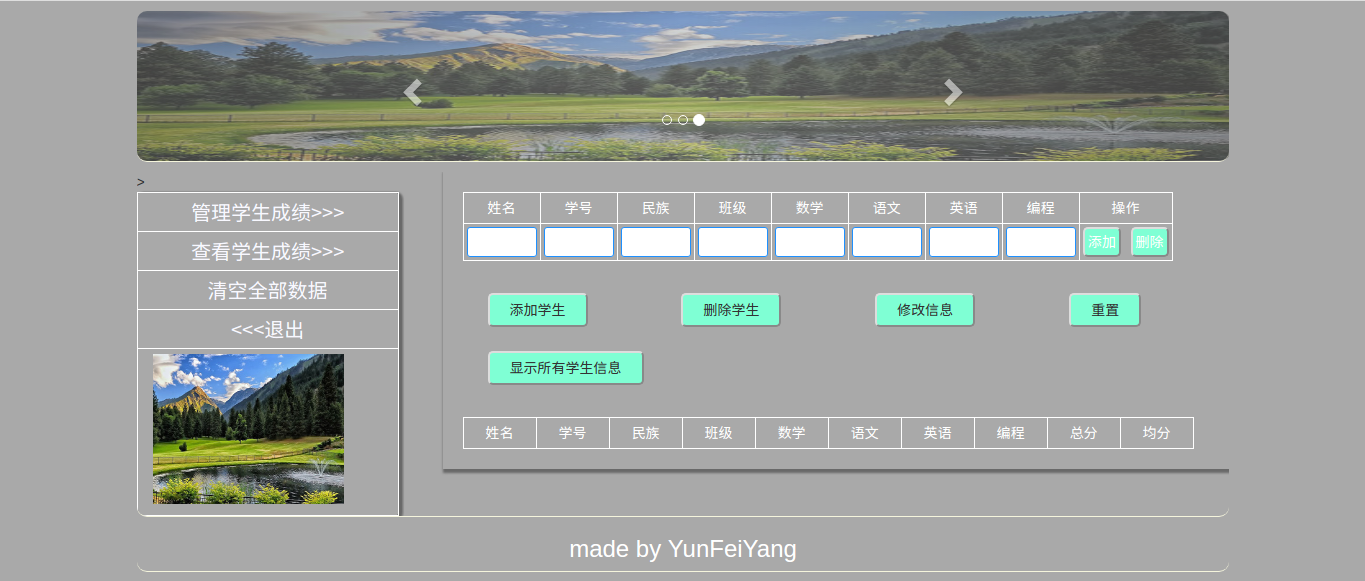 >
管理学生成绩>>>
查看学生成绩>>>
清空全部数据
<<<退出
姓名 学号 民族 班级 数学 语文 英语 编程 操作
添加 删除
添加学生 删除学生 修改信息 重置
显示所有学生信息
姓名 学号 民族 班级 数学 语文 英语 编程 总分 均分
made by YunFeiYang